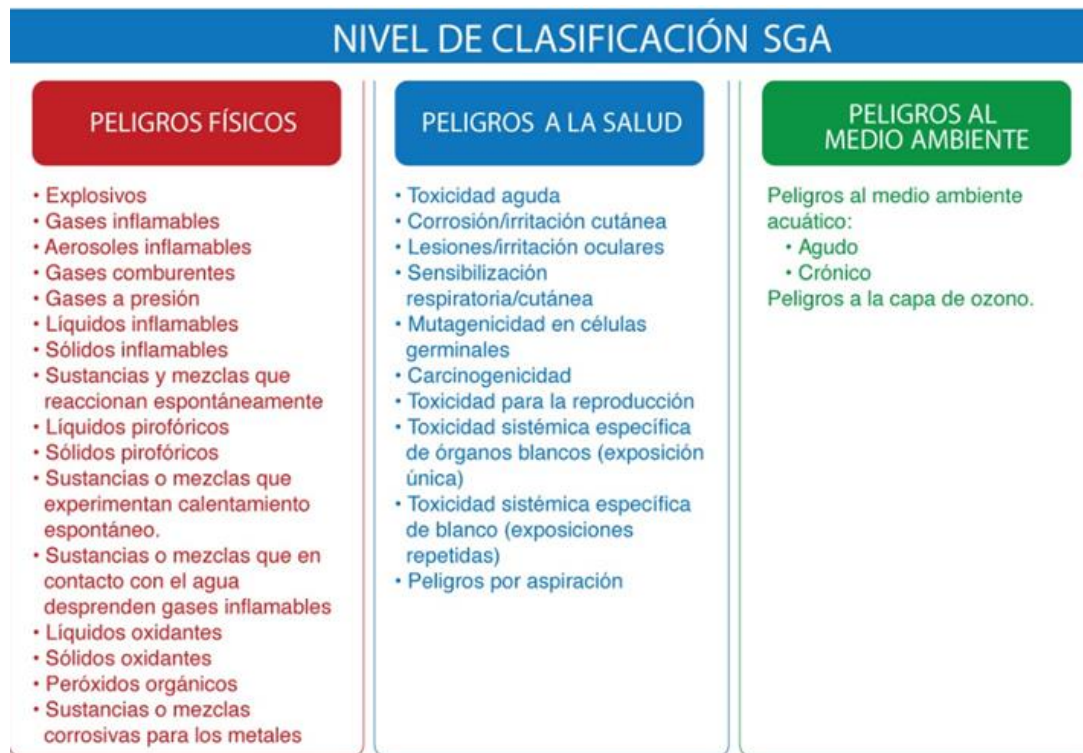 NIVEL DE CLASIFICACIÓN SGA
PELIGROS FÍSICOS
• Explosivos
• Gases inflamables
• Aerosoles inflamables
• Gases comburentes
• Gases a presión
• Líquidos inflamables
• Sólidos inflamables
• Sustancias y mezclas que
reaccionan espontáneamente
• Líquidos pirofóricos
• Sólidos pirofóricos
• Sustancias o mezclas que
experimentan calentamiento
espontáneo.
• Sustancias o mezclas que en
contacto con el agua
desprenden gases inflamables
• Líquidos oxidantes
• Sólidos oxidantes
• Peróxidos orgánicos
• Sustancias o mezclas
corrosivas para los metales
PELIGROS A LA SALUD
• Toxicidad aguda
• Corrosión/irritación cutánea
• Lesiones/irritación oculares
• Sensibilización
respiratoria/cutánea
• Mutagenicidad en células
germinales
• Carcinogenicidad
• Toxicidad para la reproducción
• Toxicidad sistémica específica
de órganos blancos (exposición
única)
• Toxicidad sistémica específica
de blanco (exposiciones
repetidas)
• Peligros por aspiración
PELIGROS AL
MEDIO AMBIENTE
Peligros al medio ambiente
acuático:
• Agudo
• Crónico
Peligros a la capa de ozono.